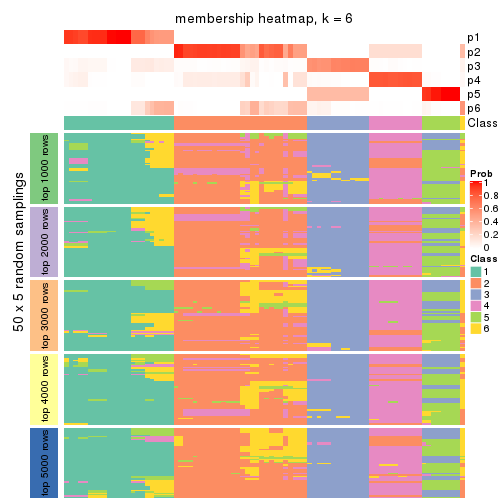 membership heatmap, k = 6
p1
p2
p3
p4
p5
p6
Class
50 x 5 random samplings
top 1000 rows
top 2000 rows
top 3000 rows
top 4000 rows
top 5000 rows
Prob
1
0.8
0.6
0.4
0.2
0
Class
1
2
3
4
5
6